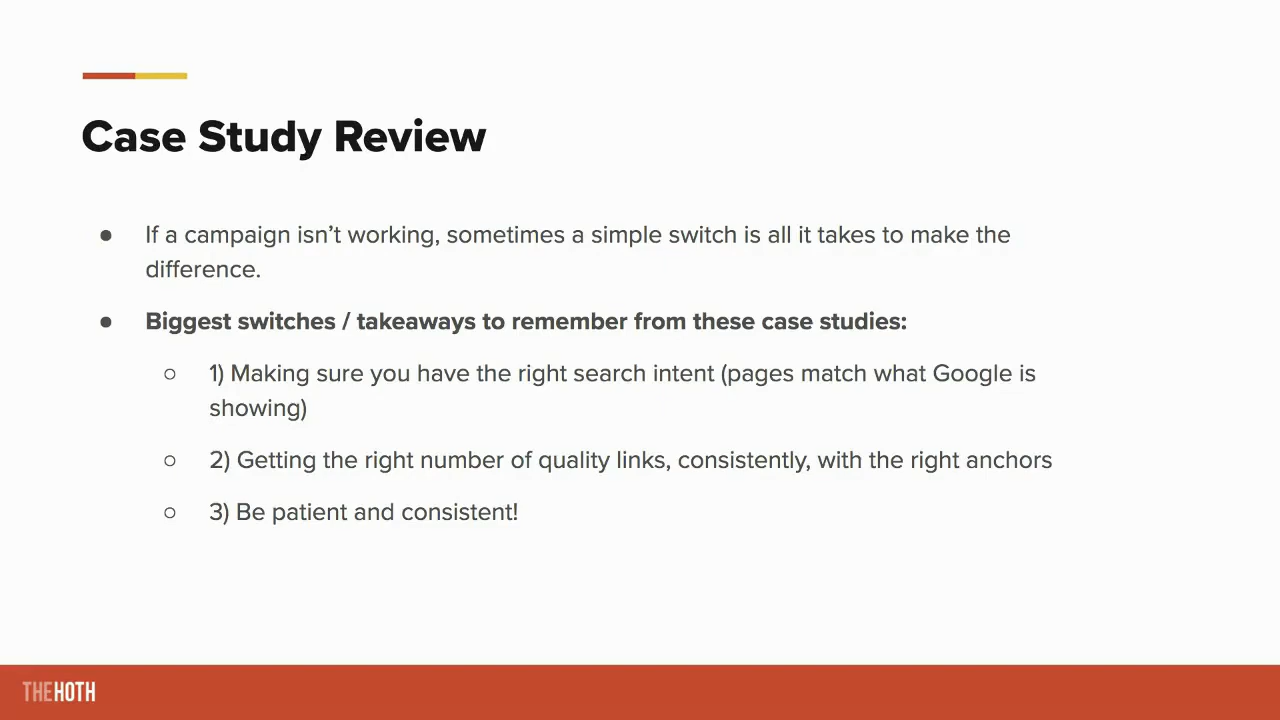 Case Study Review
● If a campaign isn’t working, sometimes a simple switch is all it takes to make the
difference.
● Biggest switches / takeaways to remember from these case studies:
○ 1) Making sure you have the right search intent (pages match what Google is
showing)
○ 2) Getting the right number of quality links, consistently, with the right anchors
○ 3) Be patient and consistent!
THEHOTH